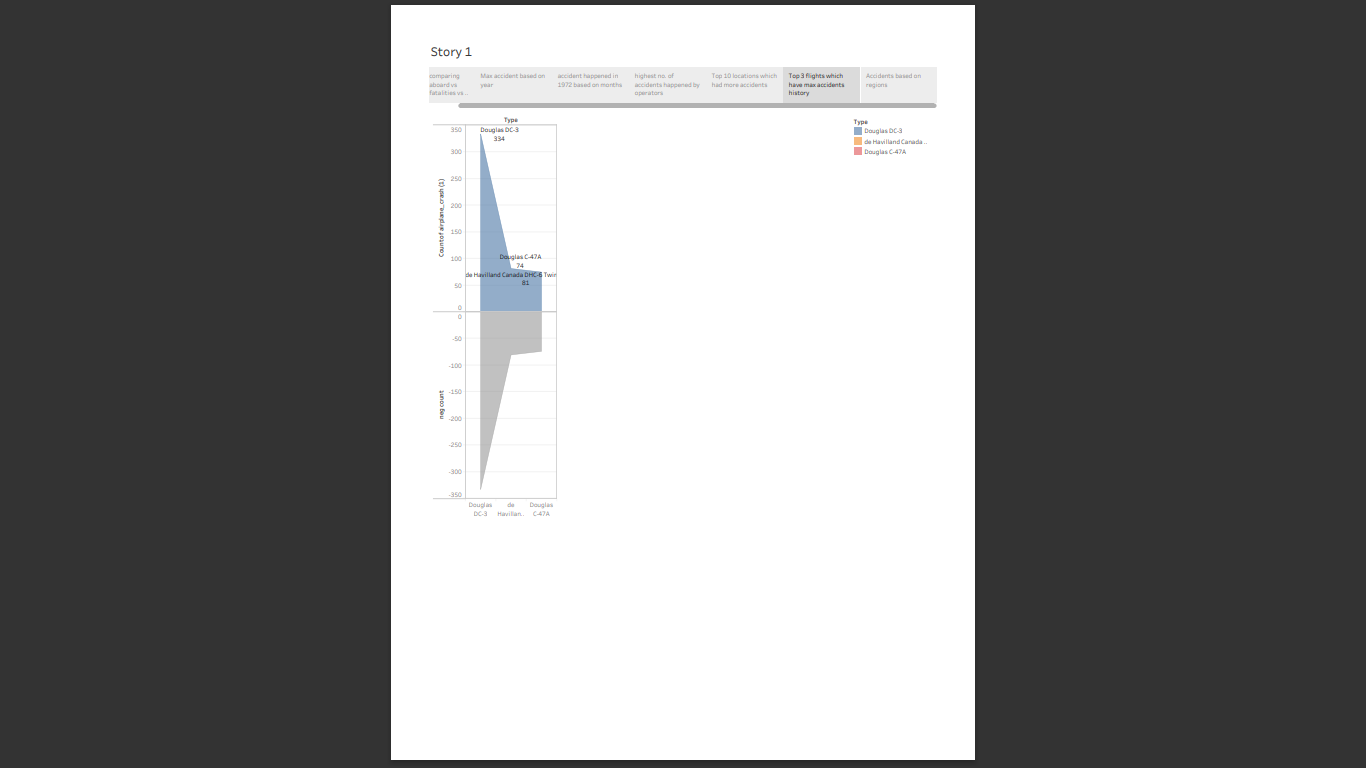 Story 1
comparing
aboard vs
fatalities vs...
Max accident based on
year
accident happened in
1972 based on months
highest no. of
accidents happened by
operators
Top 10 locations which
had more accidents
Top 3 flights which
have max accidents
history
Accidents based on
regions
Type
Douglas DC-3
334
Douglas C-47A
74
de Havilland Canada DHC-6 Twin
81
350
300
250
200
150
100
50
0
Count of airplane_crash (1)
0
-50
-100
-150
-200
-250
-300
-350
neg count
Douglas
DC-3
de
Havillan..
Douglas
C-47A
Type
Douglas DC-3
de Havilland Canada ..
Douglas C-47A